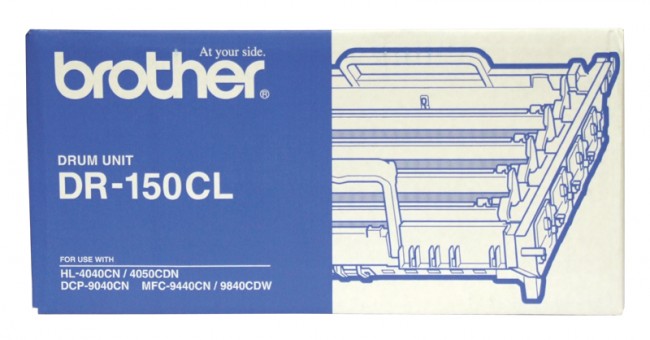 At your side.
brother®
DRUM UNIT
DR-150CL
FOR USE WITH
HL-4040CN / 4050CDN
DCP-9040CN MFC-9440CN / 9840CDW
R